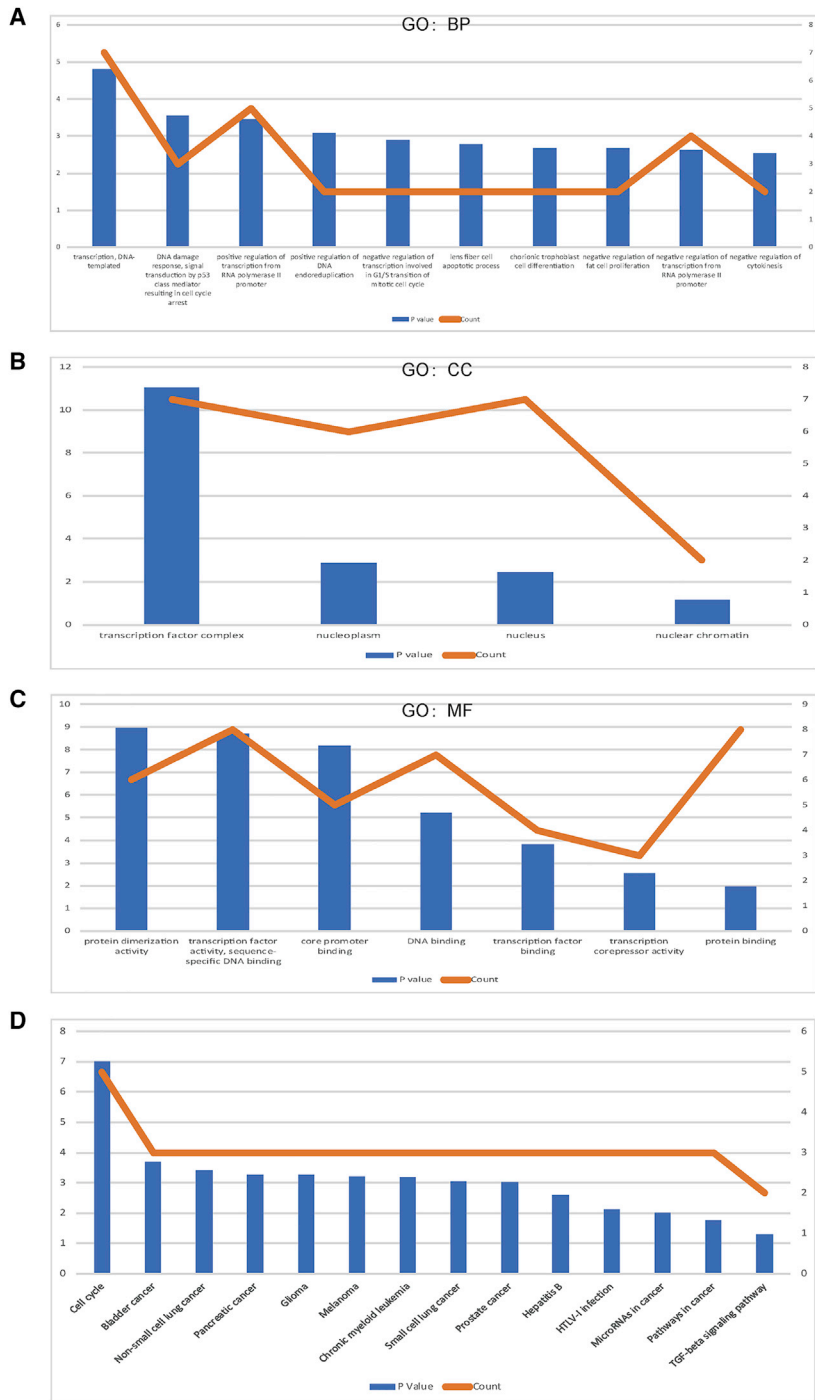 A
GO: BP
6
5
4
3
2
1
0
8
7
6
5
4
3
2
1
0
transcription, DNA-
templated
DNA damage
response, signal
transduction by p53
class mediator
resulting in cell cycle
arrest
positive regulation of
transcription from
RNA polymerase II
promoter
positive regulation of
DNA
endoreduplication
negative regulation of
transcription involved
in G1/S transition of
mitotic cell cycle
lens fiber cell
apoptotic process
chorionic trophoblast
cell differentiation
negative regulation of
fat cell proliferation
negative regulation of
transcription from
RNA polymerase II
promoter
negative regulation of
cytokinesis
P value Count
B
GO: CC
12
10
8
6
4
2
0
8
7
6
5
4
3
2
1
0
transcription factor complex
nucleoplasm
nucleus
nuclear chromatin
P value Count
C
GO: MF
10
9
8
7
6
5
4
3
2
1
0
9
8
7
6
5
4
3
2
1
0
protein dimerization
activity
transcription factor
activity, sequence-
specific DNA binding
core promoter
binding
DNA binding
transcription factor
binding
transcription
corepressor activity
protein binding
P value Count
D
8
7
6
5
4
3
2
1
0
6
5
4
3
2
1
0
Cell cycle
Bladder cancer
Non-small cell lung cancer
Pancreatic cancer
Glioma
Melanoma
Chronic myeloid leukemia
Small cell lung cancer
Prostate cancer
Hepatitis B
HTLV-I infection
MicroRNAs in cancer
Pathways in cancer
TGF-beta signaling pathway
P Value Count